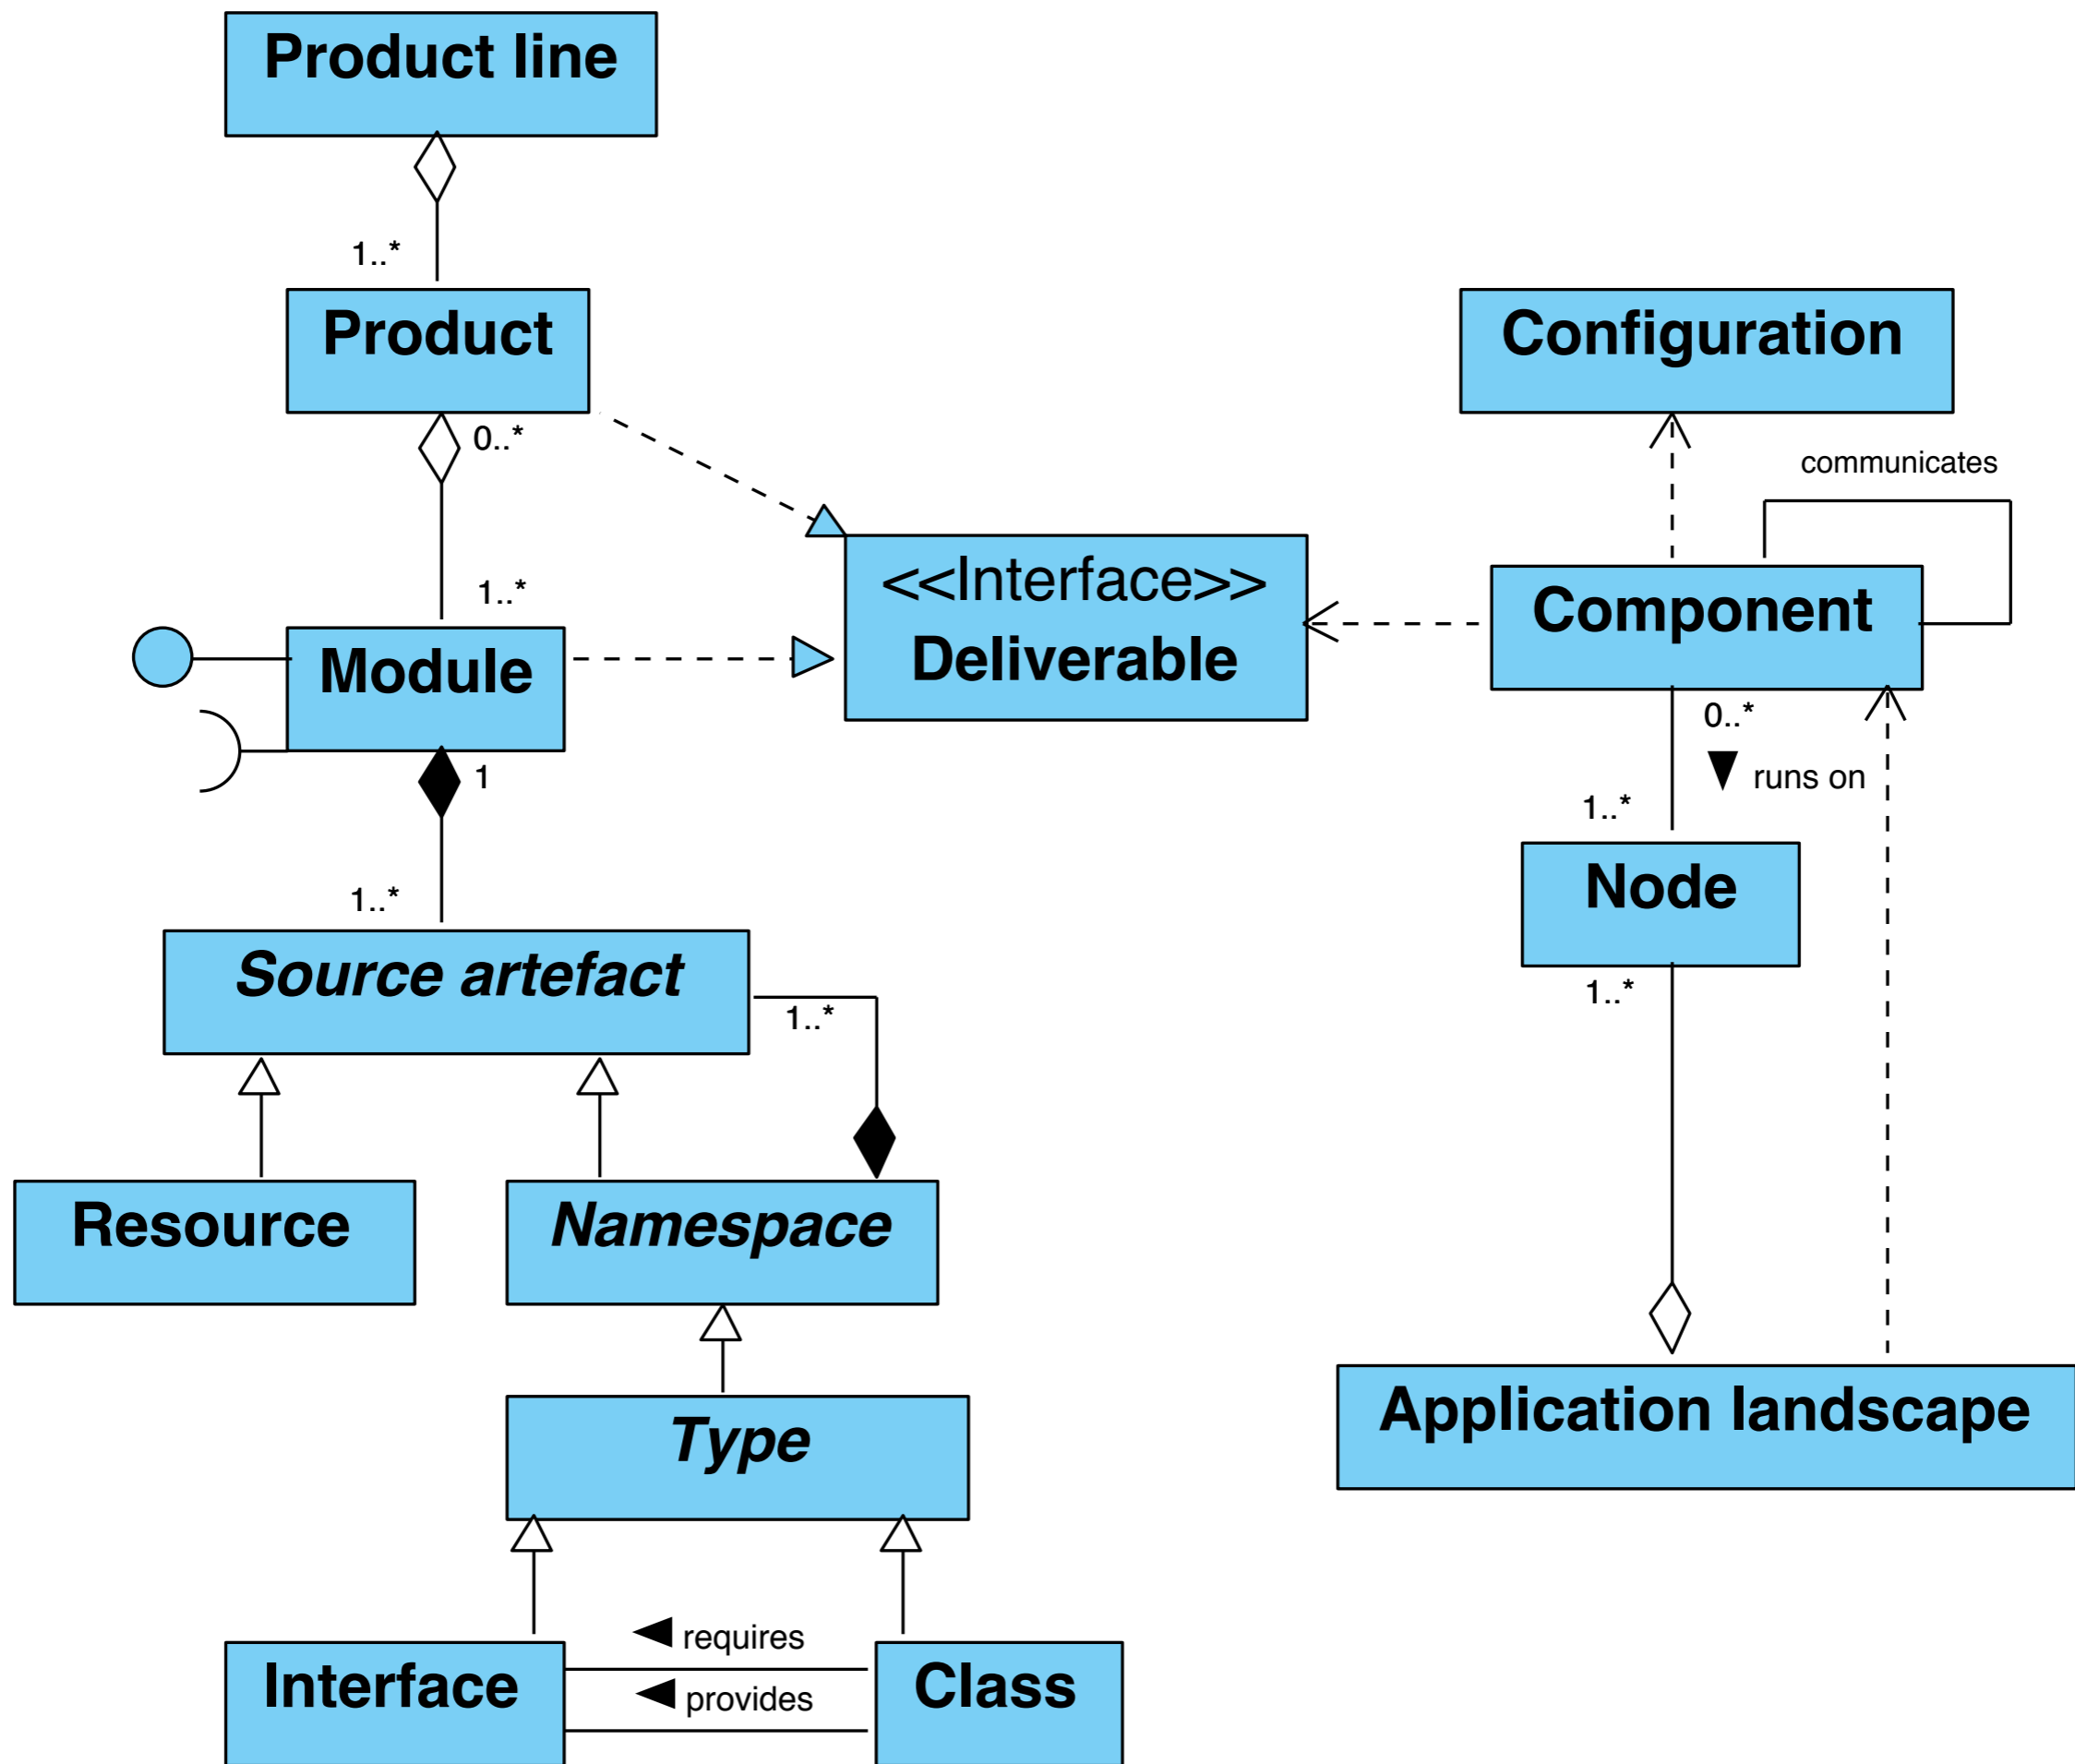 Product line
1..*
Product
Configuration
0..*
communicates
1..*
<<Interface>>
Deliverable
Component
Module
0..*
1
runs on
1..*
1..*
Node
Source artefact
1..*
1..*
Resource
Namespace
Type
Application landscape
requires
Interface
Class
provides